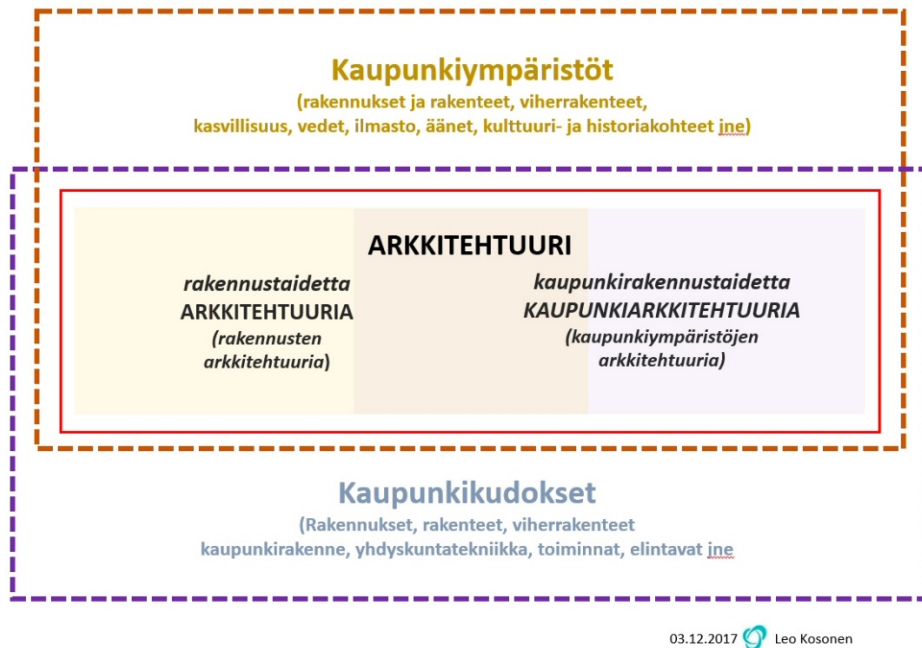 Kaupunkiympäristöt
(rakennukset ja rakenteet, viherrakenteet,
kasvillisuus, vedet, ilmasto, äänet, kulttuuri- ja historiakohteet jne)
ARKKITEHTUURI
rakennustaidetta
ARKKITEHTUURIA
(rakennusten
arkkitehtuuria)
kaupunkirakennustaidetta
KAUPUNKIARKKITEHTUURIA
(kaupunkiympäristöjen
arkkitehtuuria)
Kaupunkikudokset
(Rakennukset, rakenteet, viherrakenteet
kaupunkirakenne, yhdyskuntatekniikka, toiminnat, elintavat jne
03.12.2017 Leo Kosonen